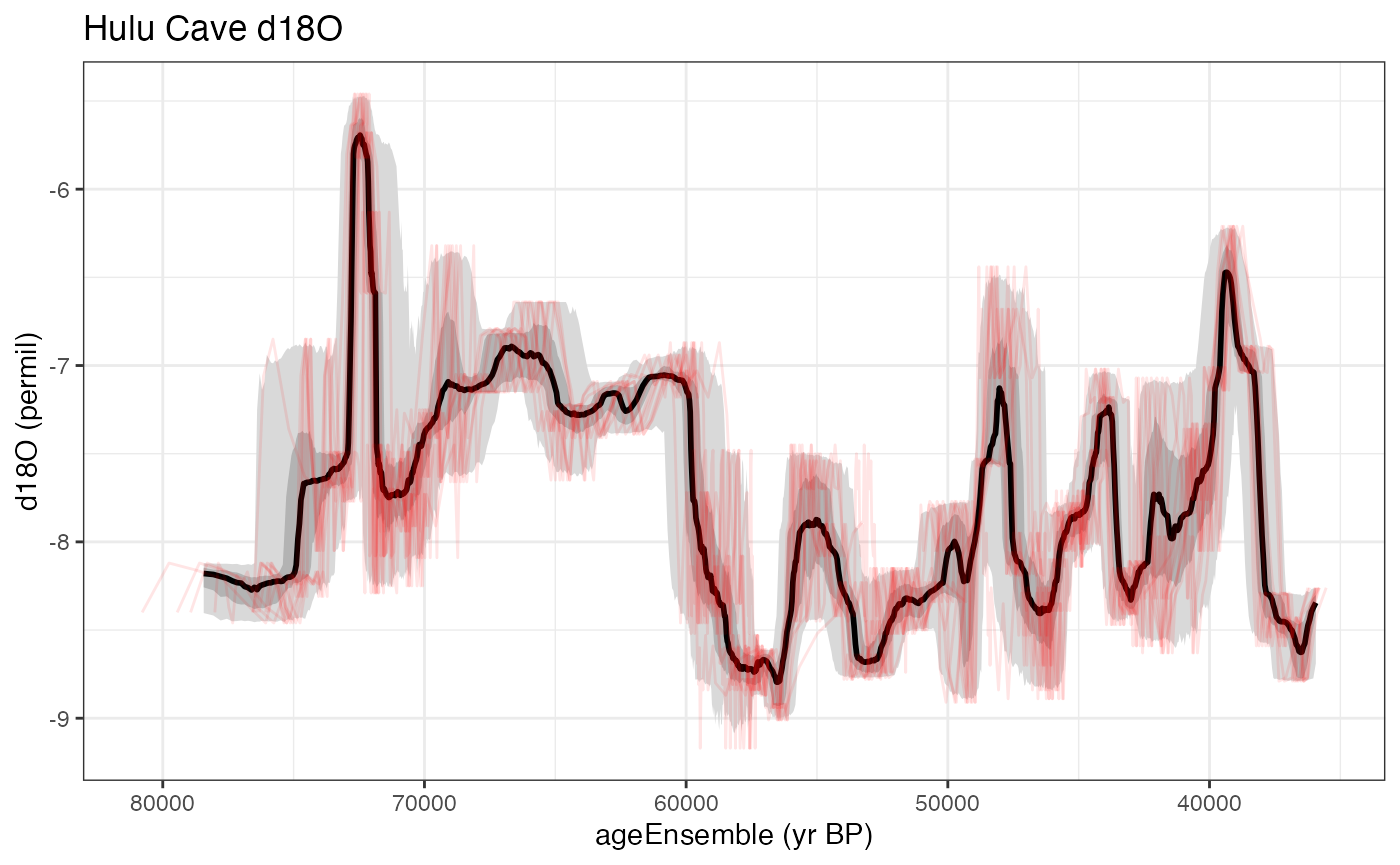 Hulu Cave d18O
d18O (permil)
-6
-7
-8
-9
80000 70000 60000 50000 40000
ageEnsemble (yr BP)